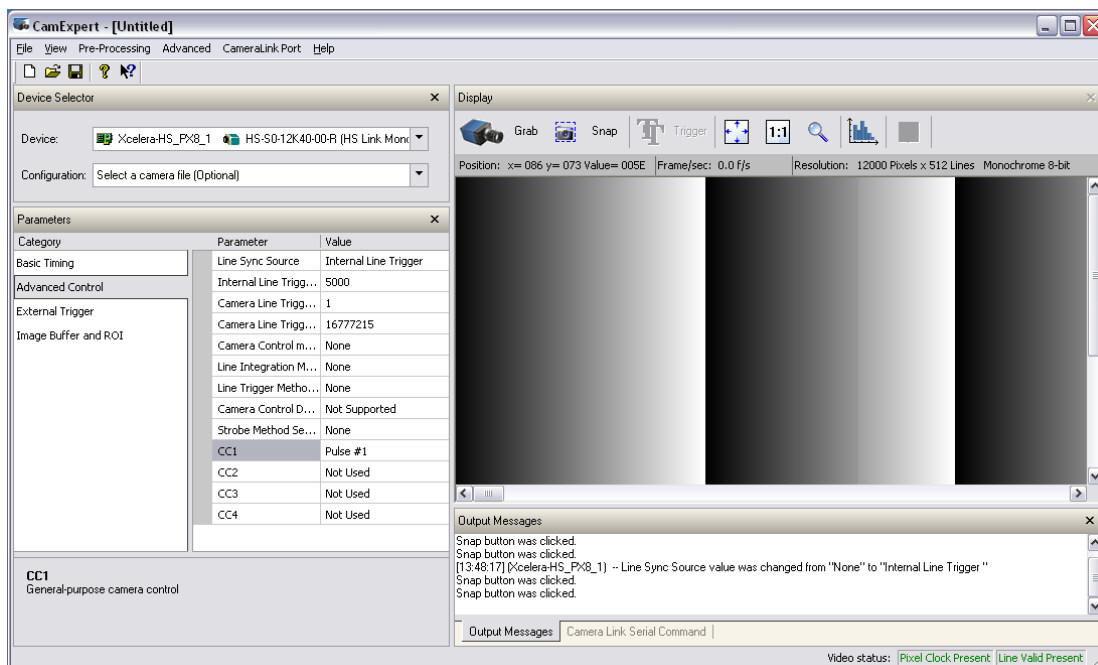 CamExpert - [Untitled]
File View Pre-Processing Advanced CameraLink Port Help
Device Selector
Device: Xcelera-HS_PX8_1 HS-S0-12K40-00-R (HS Link Mono
Configuration: Select a camera file (Optional)
Parameters
Category Parameter Value
Basic Timing
Advanced Control
External Trigger
Image Buffer and ROI
Line Sync Source Internal Line Trigger
Internal Line Trigg... 5000
Camera Line Trigg... 1
Camera Line Trigg... 16777215
Camera Control m... None
Line Integration M... None
Line Trigger Metho... None
Camera Control D... Not Supported
Strobe Method Se... None
CC1 Pulse #1
CC2 Not Used
CC3 Not Used
CC4 Not Used
CC1
General-purpose camera control
Display
Grab Snap Trigger 1:1
Position: x= 086 y= 073 Value= 005E Frame/sec: 0.0 f/s Resolution: 12000 Pixels x 512 Lines Monochrome 8-bit
Output Messages
Snap button was clicked.
Snap button was clicked.
[13:48:17] (Xcelera-HS_PX8_1) -- Line Sync Source value was changed from "None" to "Internal Line Trigger "
Snap button was clicked.
Snap button was clicked.
Output Messages Camera Link Serial Command
Video status: Pixel Clock Present Line Valid Present